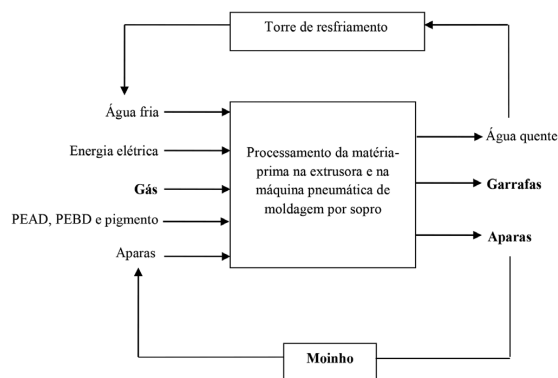 Torre de resfriamento
Água fria
Energia elétrica
Gás
PEAD, PEBD e pigmento
Aparas
Processamento da matéria-
prima na extrusora e na
máquina pneumática de
moldagem por sopro
Água quente
Garrafas
Aparas
Moinho